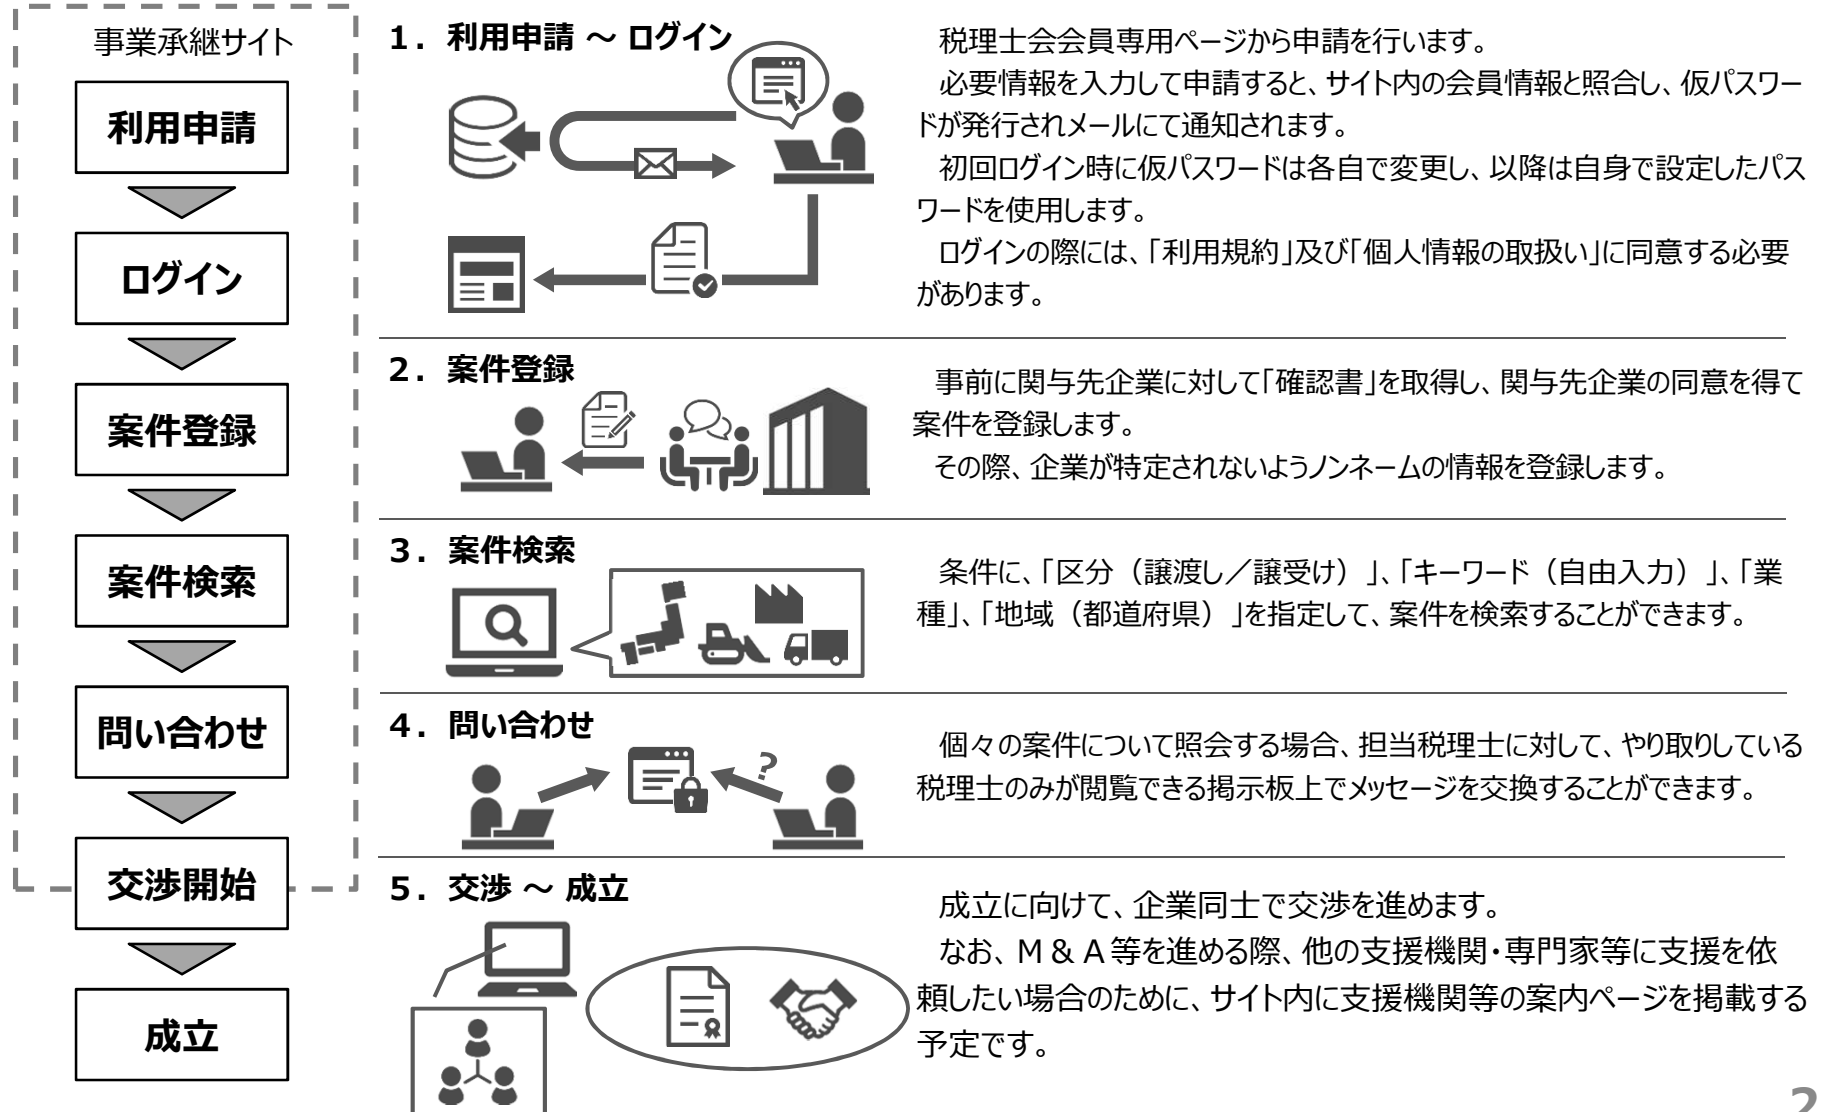 事業承継サイト
利用申請
ログイン
案件登録
案件検索
問い合わせ
交渉開始
成立
１．利用申請 ～ ログイン
税理士会会員専用ページから申請を行います。
必要情報を入力して申請すると、サイト内の会員情報と照合し、仮パスワー
ドが発行されメールにて通知されます。
初回ログイン時に仮パスワードは各自で変更し、以降は自身で設定したパス
ワードを使用します。
ログインの際には、「利用規約」及び「個人情報の取扱い」に同意する必要
があります。
２．案件登録
事前に関与先企業に対して「確認書」を取得し、関与先企業の同意を得て
案件を登録します。
その際、企業が特定されないようノンネームの情報を登録します。
３．案件検索
条件に、「区分（譲渡し／譲受け）」、「キーワード（自由入力）」、「業
種」、「地域（都道府県）」を指定して、案件を検索することができます。
４．問い合わせ
?
個々の案件について照会する場合、担当税理士に対して、やり取りしている
税理士のみが閲覧できる掲示板上でメッセージを交換することができます。
５．交渉 ～ 成立
成立に向けて、企業同士で交渉を進めます。
なお、Ｍ＆Ａ等を進める際、他の支援機関・専門家等に支援を依
頼したい場合のために、サイト内に支援機関等の案内ページを掲載する
予定です。
2